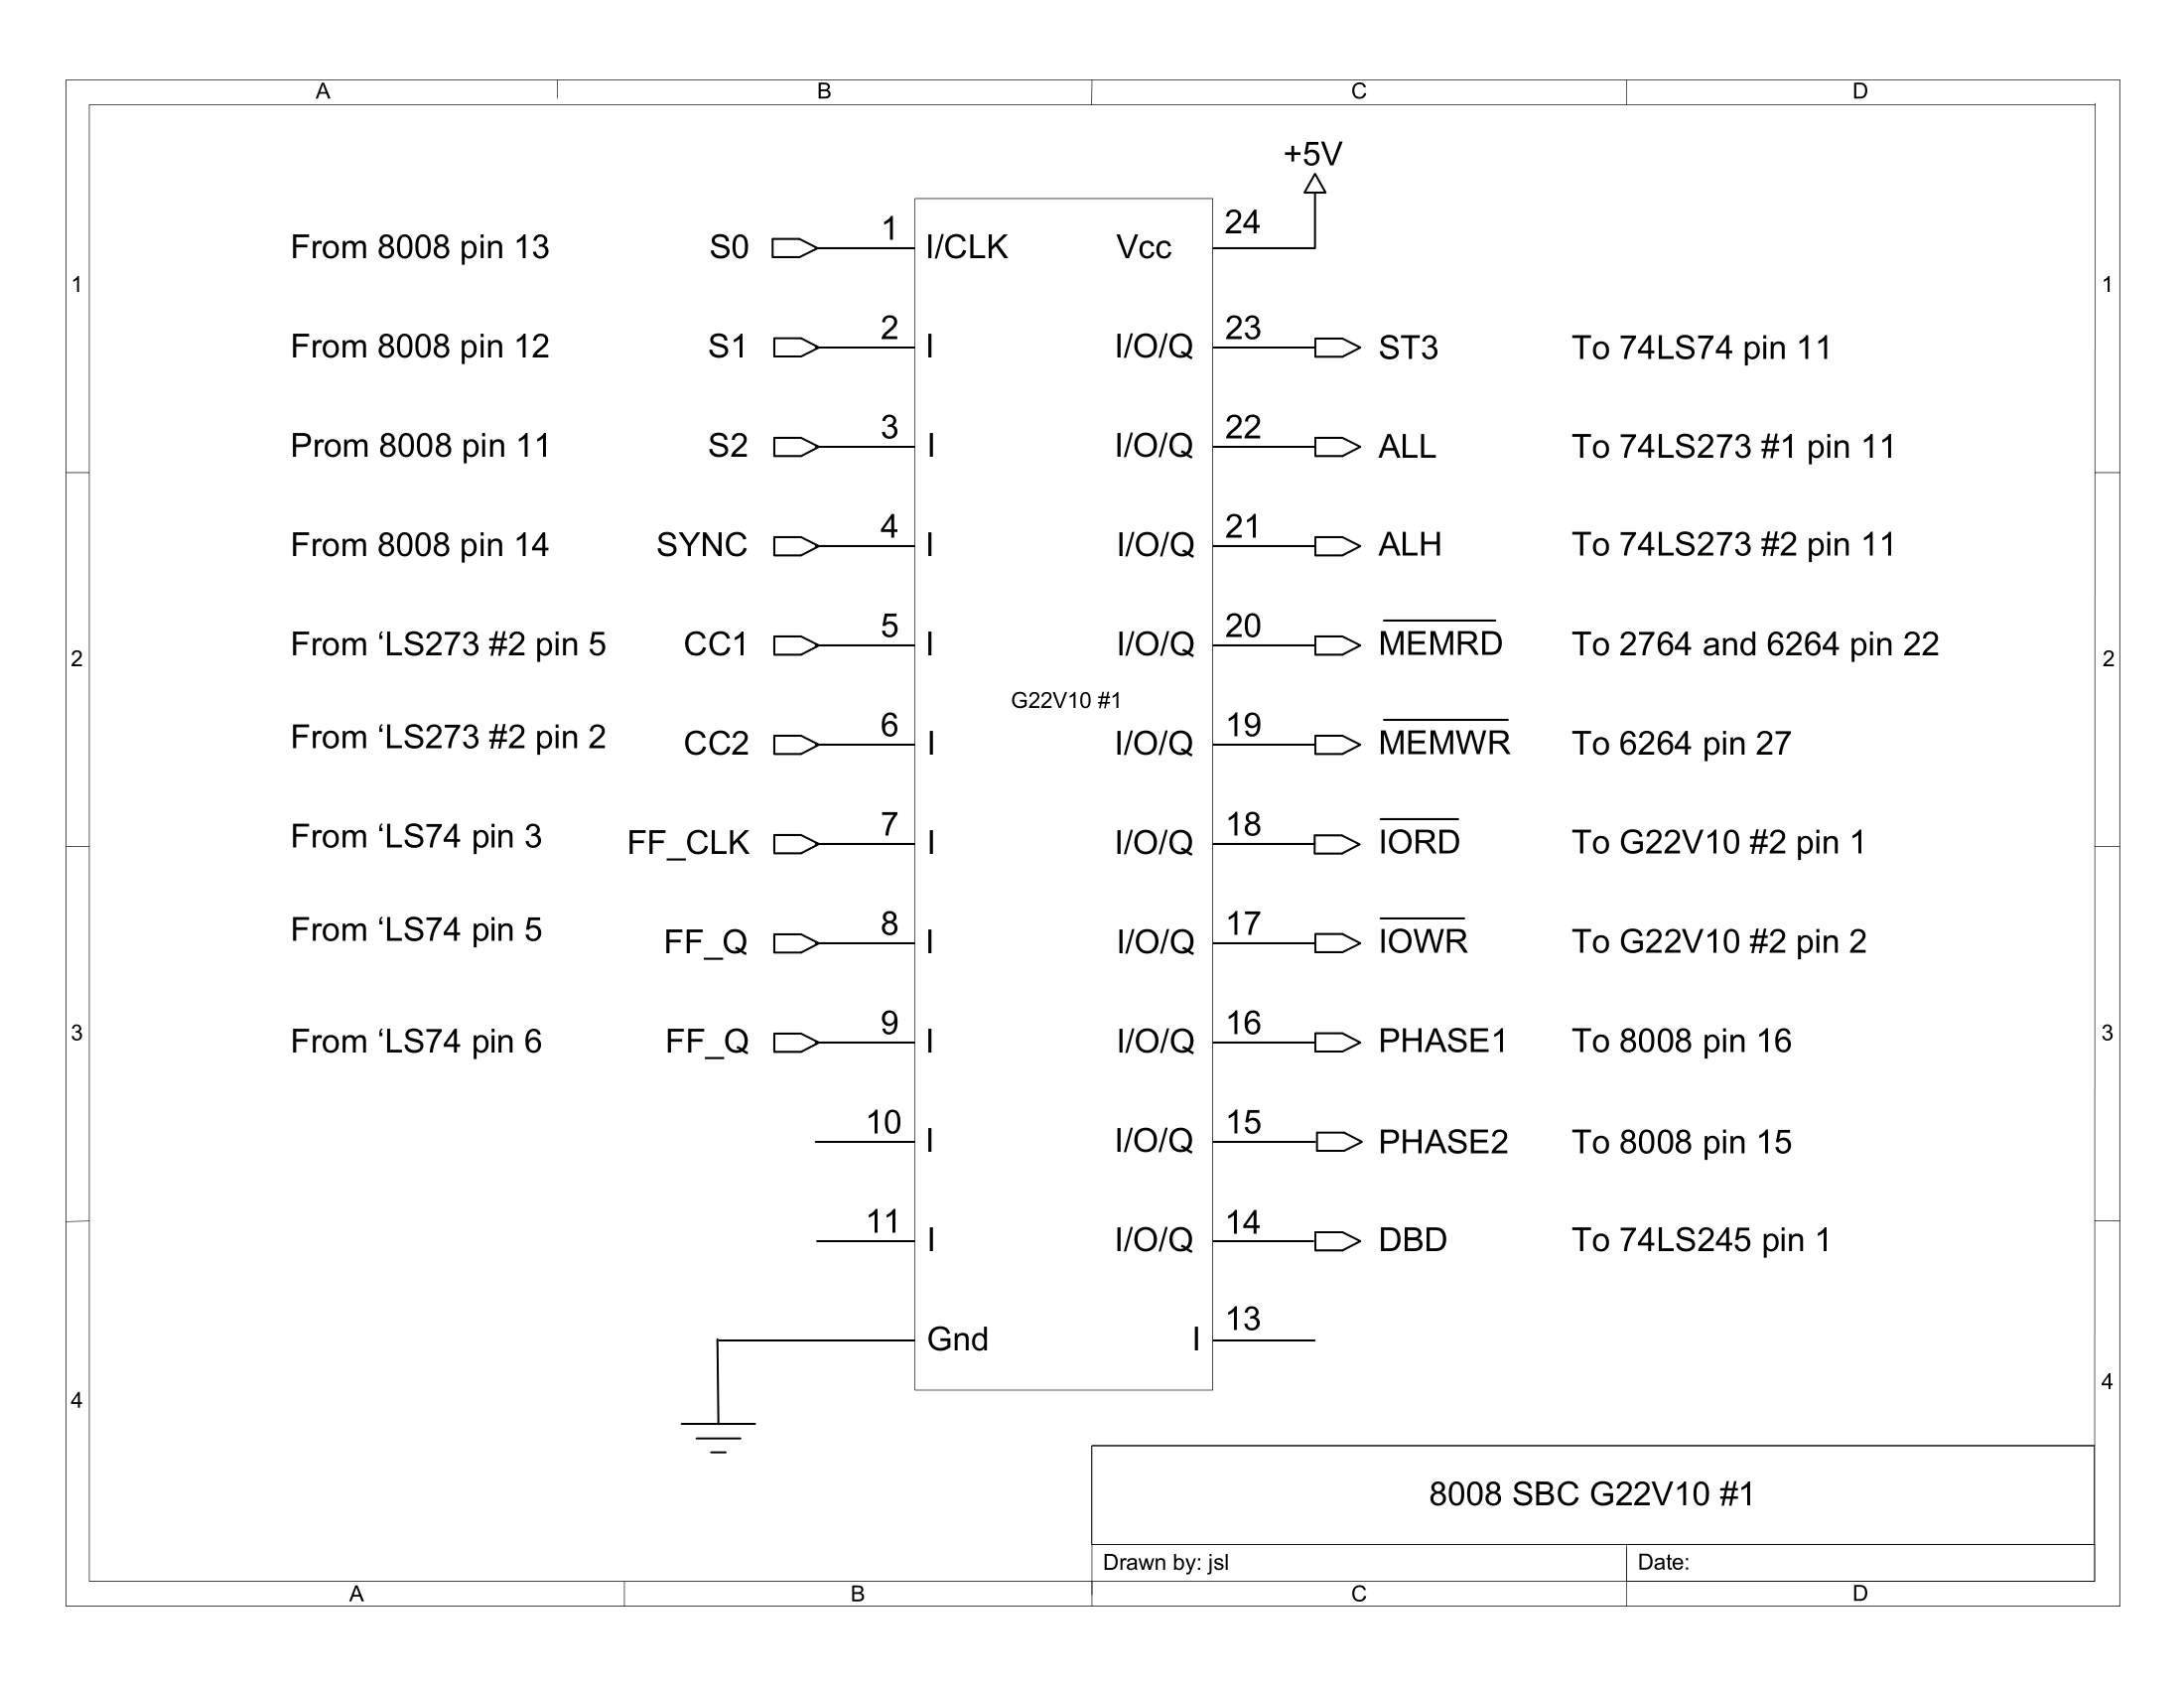 A B C D
+5V
From 8008 pin 13 S0 1 I/CLK Vcc 24
1 1
From 8008 pin 12 S1 2 I I/O/Q 23 ST3 To 74LS74 pin 11
Prom 8008 pin 11 S2 3 I I/O/Q 22 ALL To 74LS273 #1 pin 11
From 8008 pin 14 SYNC 4 I I/O/Q 21 ALH To 74LS273 #2 pin 11
From ‘LS273 #2 pin 5 CC1 5 I I/O/Q 20 MEMRD To 2764 and 6264 pin 22
2 2
G22V10 #1
From ‘LS273 #2 pin 2 CC2 6 I I/O/Q 19 MEMWR To 6264 pin 27
From ‘LS74 pin 3 FF_CLK 7 I I/O/Q 18 IORD To G22V10 #2 pin 1
From ‘LS74 pin 5 FF_Q 8 I I/O/Q 17 IOWR To G22V10 #2 pin 2
3 From ‘LS74 pin 6 FF_Q 9 I I/O/Q 16 PHASE1 To 8008 pin 16 3
10 I I/O/Q 15 PHASE2 To 8008 pin 15
11 I I/O/Q 14 DBD To 74LS245 pin 1
Gnd I 13
4 4
8008 SBC G22V10 #1
Drawn by: jsl Date:
A B C D